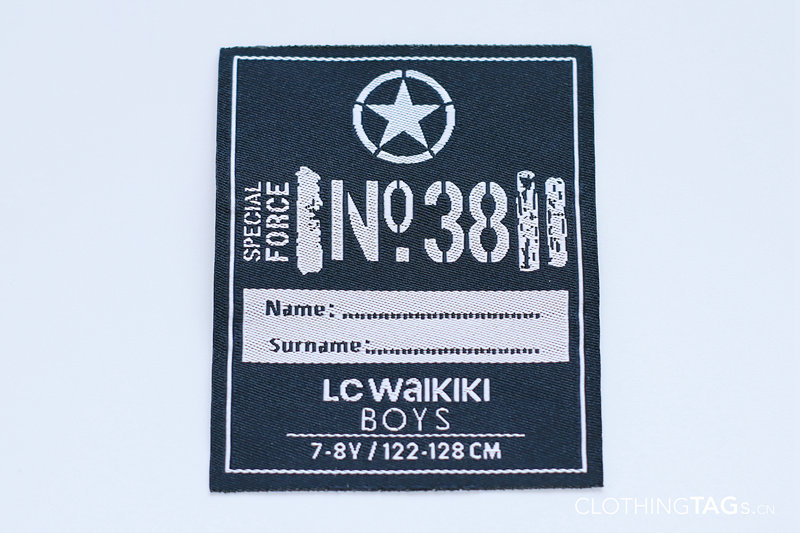 SPECIAL
FORCE
Nº.38
Name:
Surname:
LC WAIKIKI
BOYS
7-8Y / 122-128 CM
CLOTHINGTAGs.CN